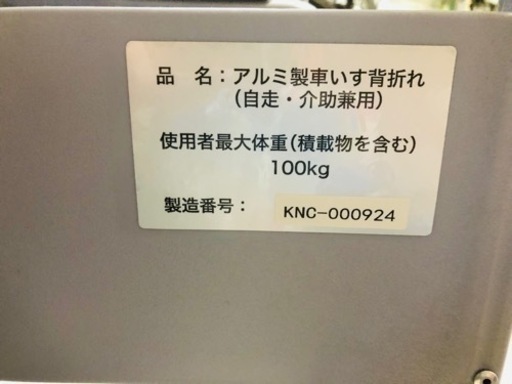 品　名：アルミ製車いす背折れ
（自走・介助兼用）
使用者最大体重（積載物を含む）
100kg
製造番号： KNC-000924